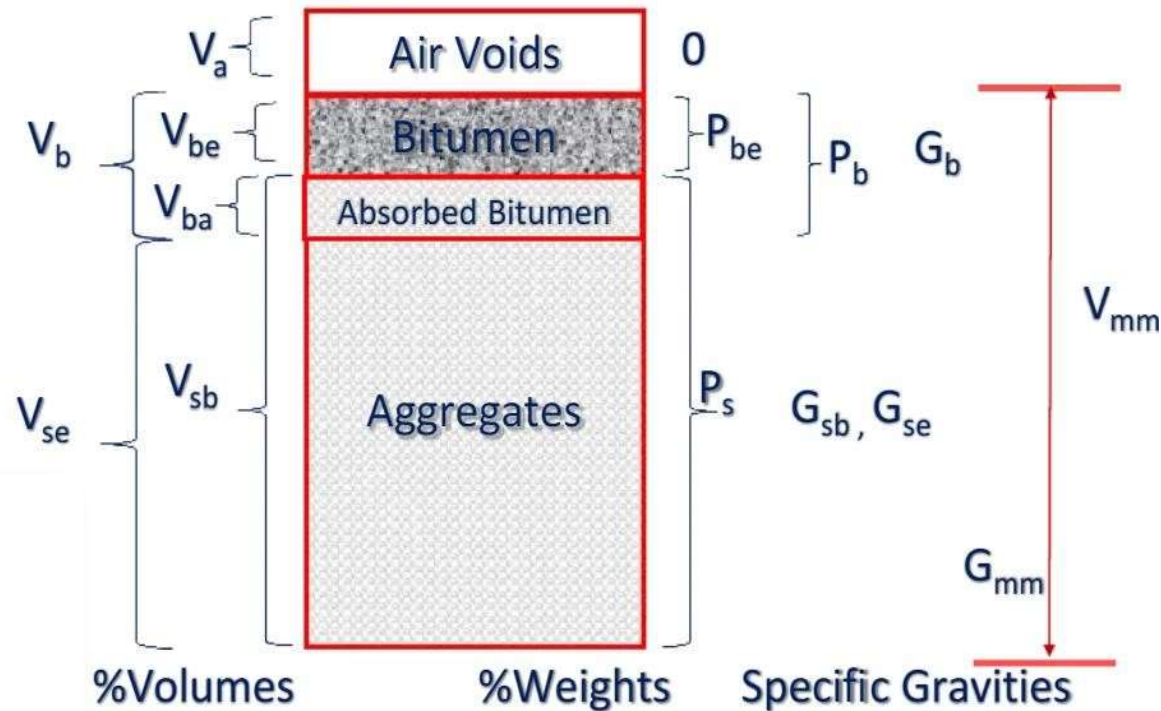 Va
Air Voids
0
Vb
Vbe
Bitumen
Pbe
Pb
Gb
Vba
Absorbed Bitumen
Vmm
Vse
Vsb
Aggregates
Ps
Gsb , Gse
Gmm
%Volumes %Weights Specific Gravities